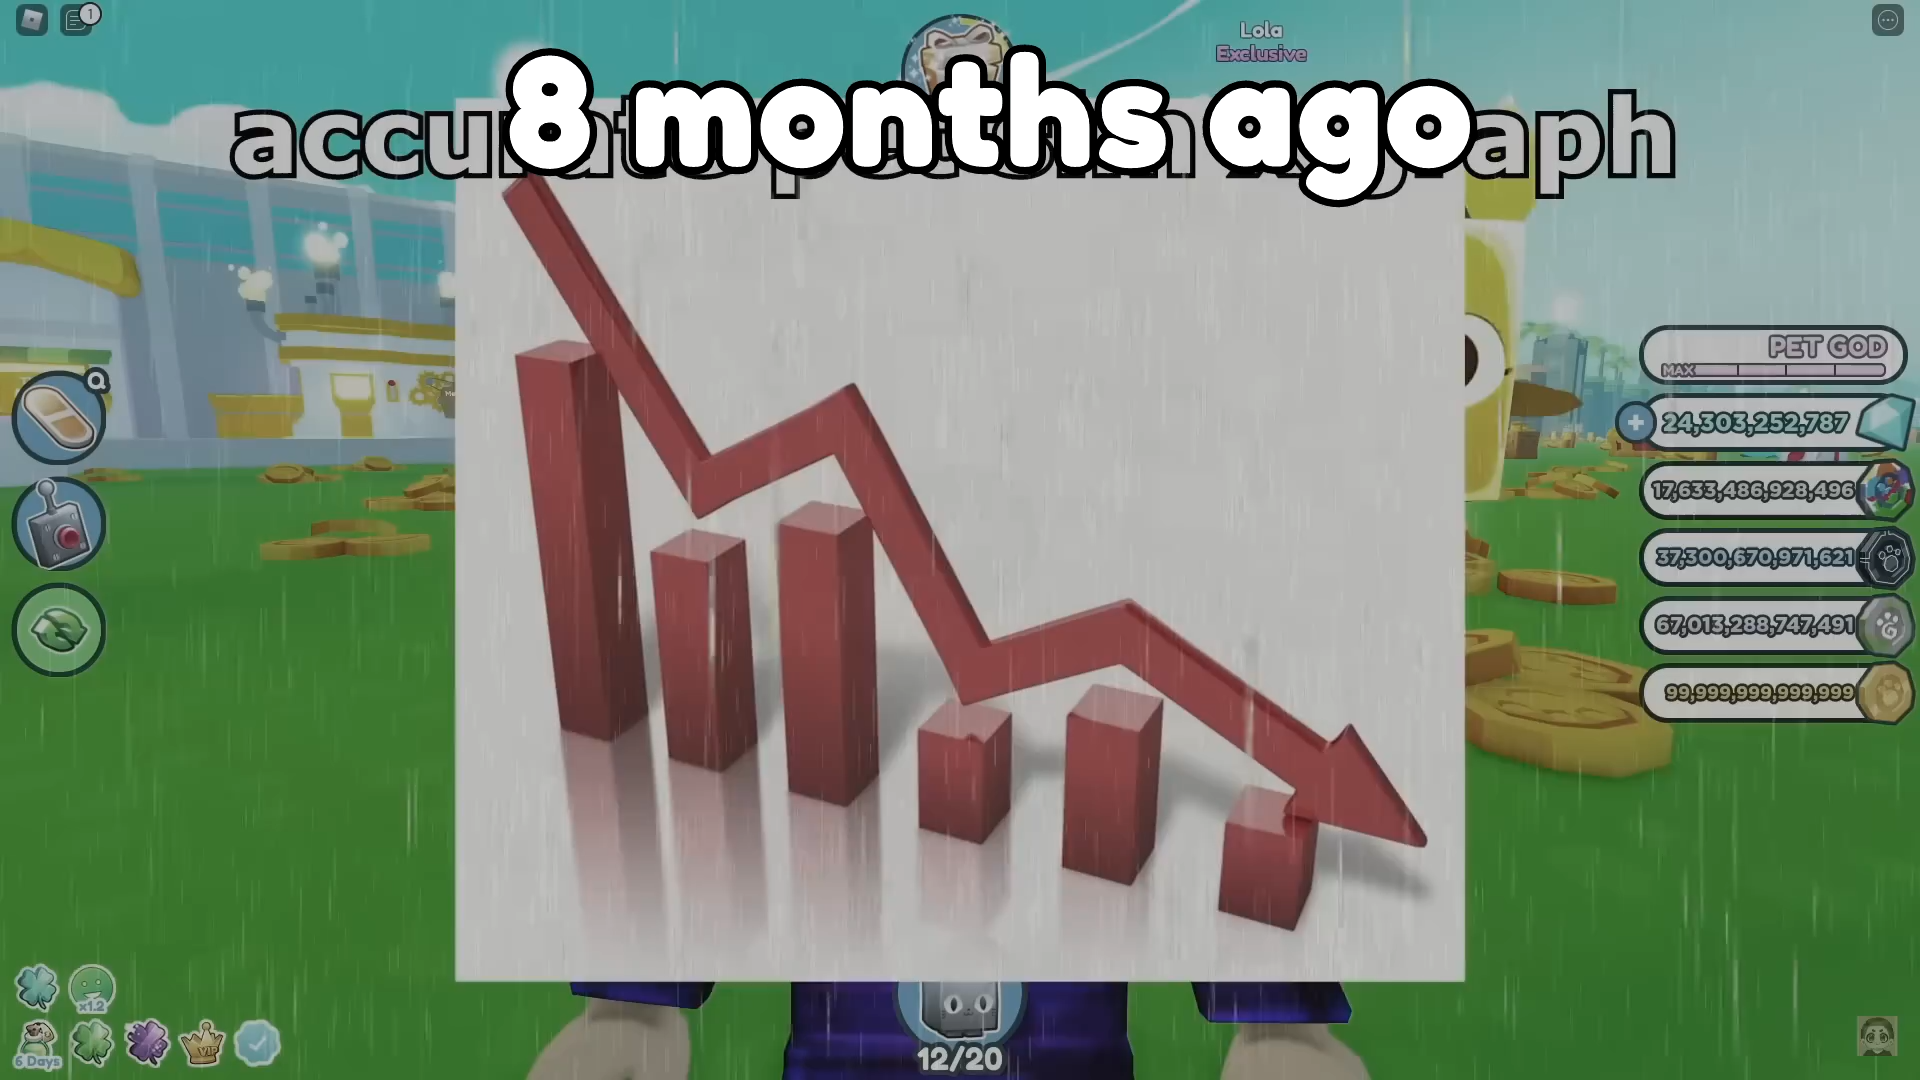 1
Lola
Exclusive
8 months ago
aph
Q
PET GOD
MAX
24,303,252,787
17,633,486,928,496
37,300,670,971,621
67,013,288,747,491
99,999,999,999,999
x1.2
6 Days
VIP
12/20